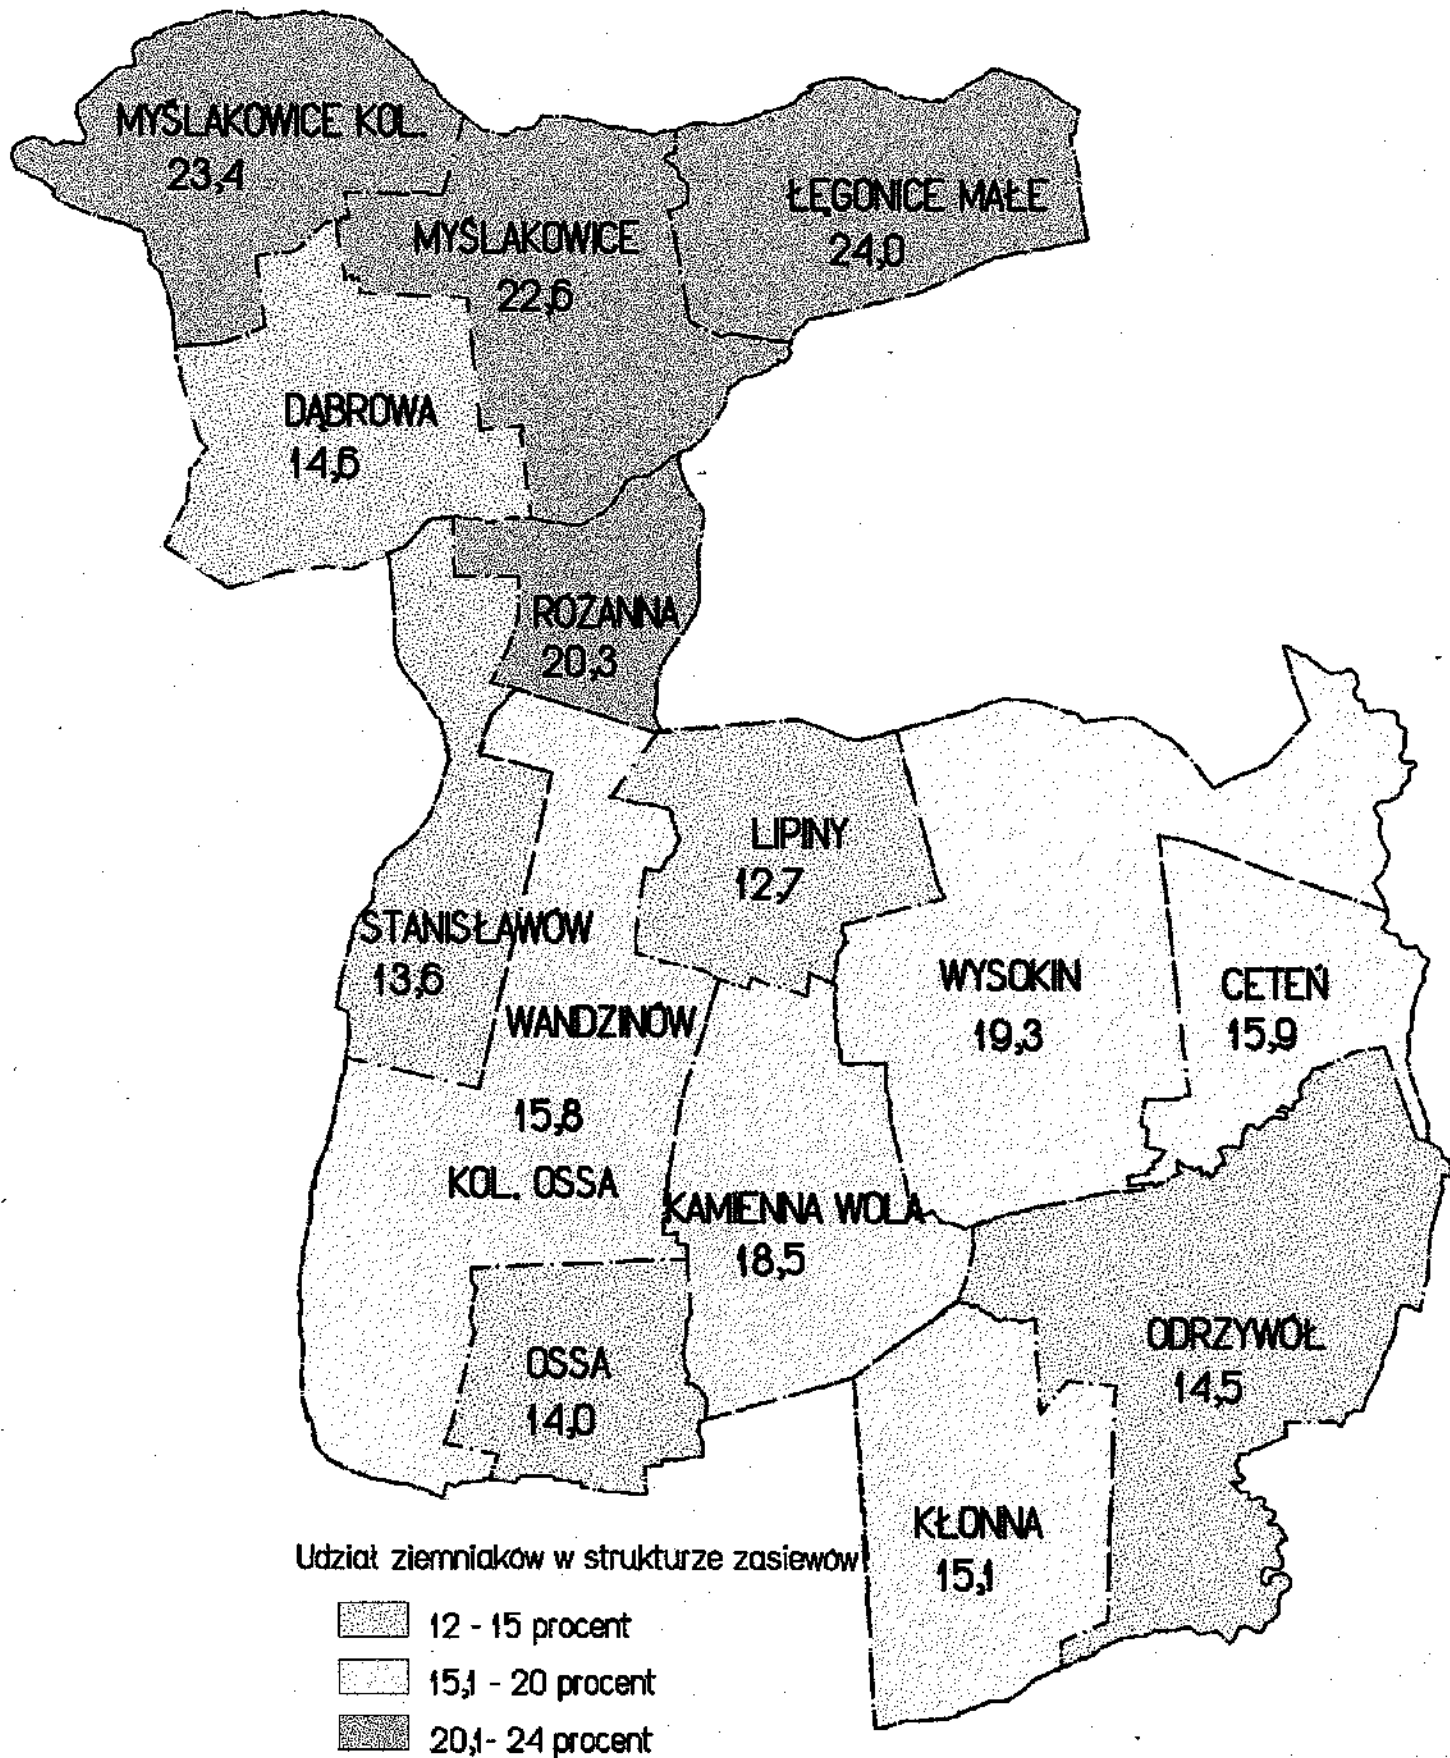 MYŚLAKOWICE KOL.
23,4
ŁĘGONICE MAŁE
24,0
MYŚLAKOWICE
22,6
DĄBROWA
14,6
RÓŻANNA
20,3
LIPINY
12,7
STANISŁAWÓW
13,6
WYSOKIN
19,3
CETEŃ
15,9
WANDZINÓW
15,8
KOL. OSSA
KAMIENNA WOLA
18,5
ODRZYWÓŁ
14,5
OSSA
14,0
KŁONNA
15,1
Udział ziemniaków w strukturze zasiewów
12 - 15 procent
15,1 - 20 procent
20,1 - 24 procent